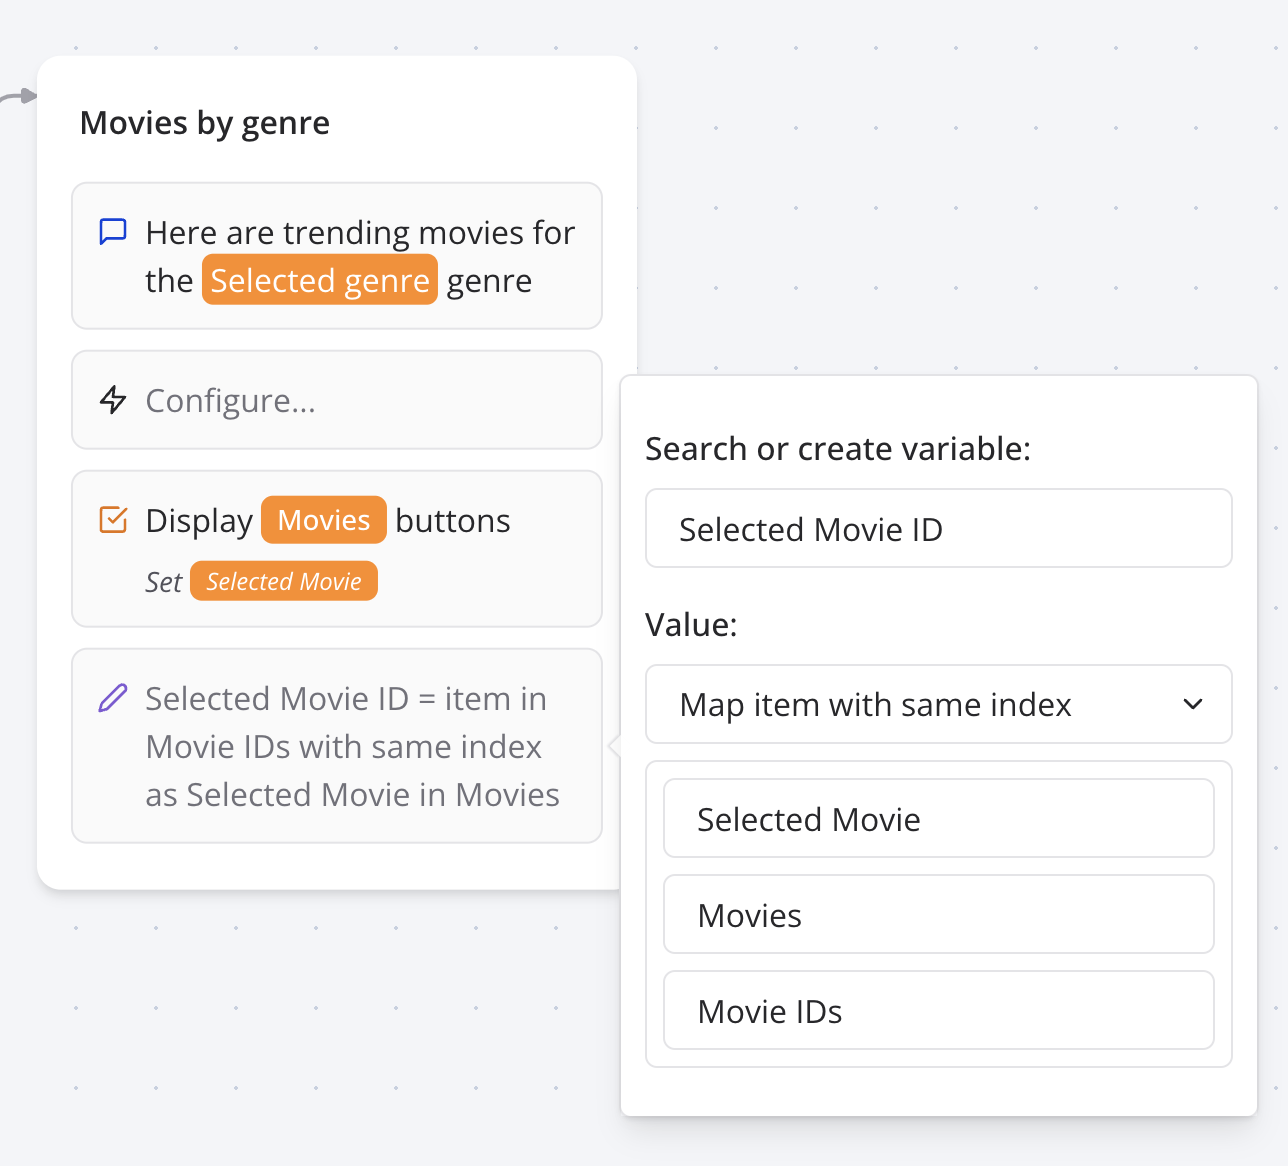 Movies by genre
Here are trending movies for
the Selected genre genre
Configure...
Display Movies buttons
Set Selected Movie
Selected Movie ID = item in
Movie IDs with same index
as Selected Movie in Movies
Search or create variable:
Selected Movie ID
Value:
Map item with same index
Selected Movie
Movies
Movie IDs